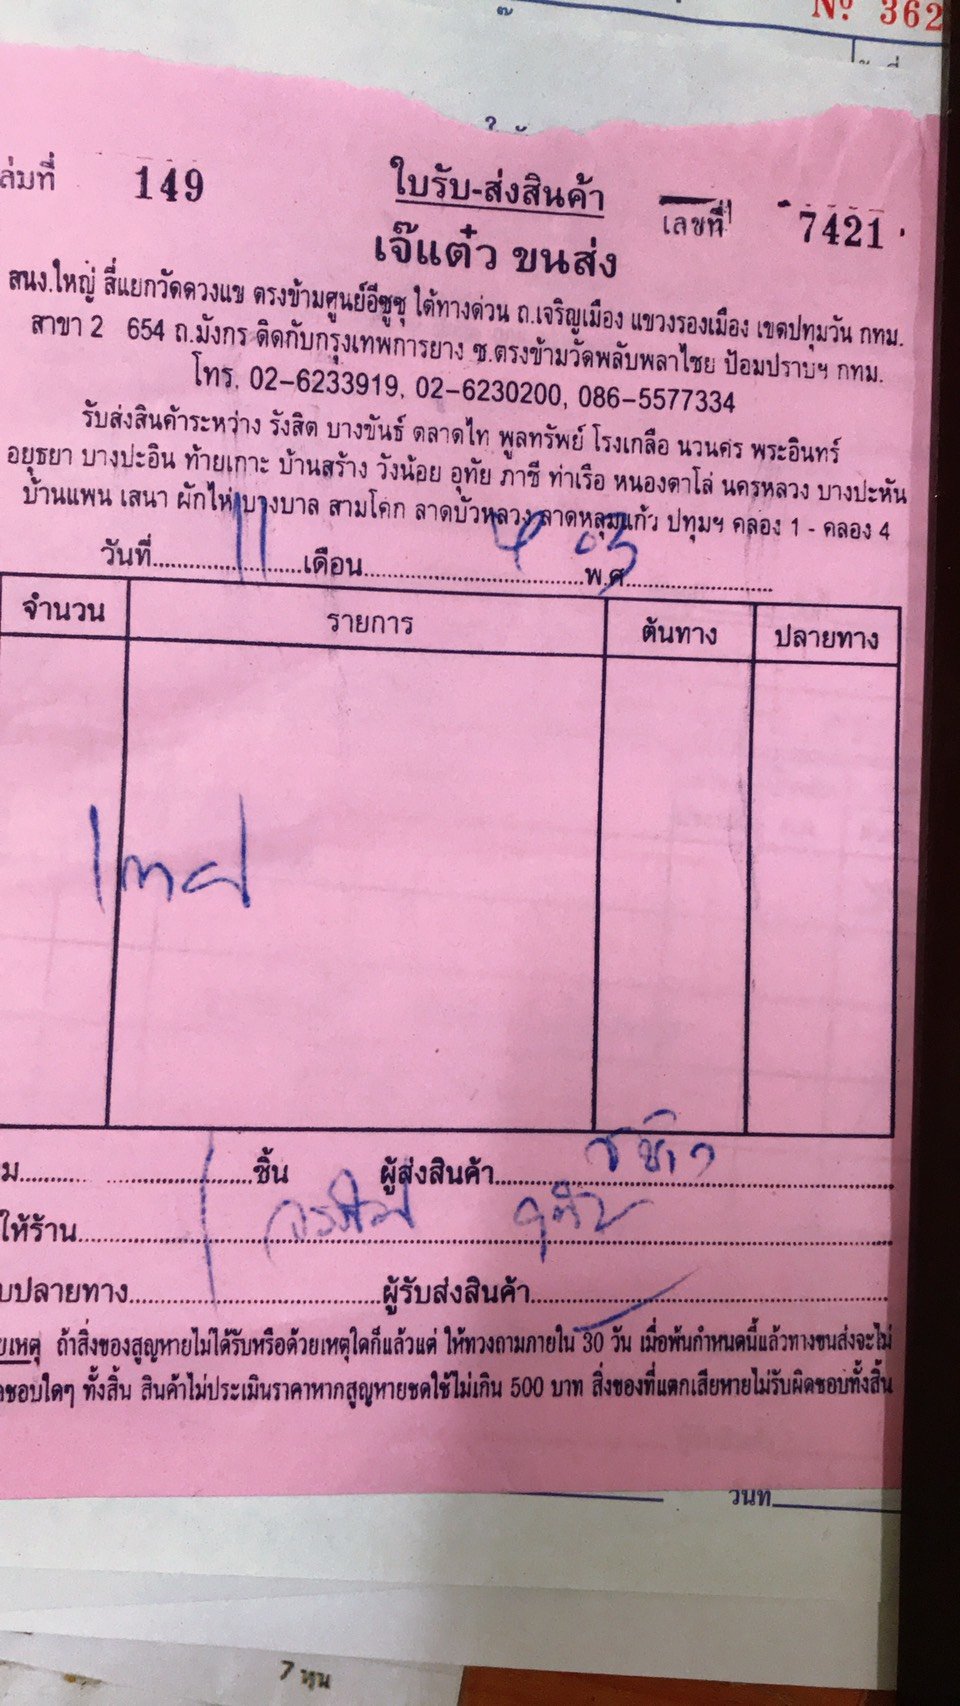 Nº 362
ล่มที่ 149 ใบรับ-ส่งสินค้า เลขที่ 7421
เจ๊แต๋ว ขนส่ง
สนง.ใหญ่ สี่แยกวัดดวงแข ตรงข้ามศูนย์อีซูซุ ใต้ทางด่วน ถ.เจริญเมือง แขวงรองเมือง เขตปทุมวัน กทม.
สาขา 2 654 ถ.มังกร ติดกับกรุงเทพการยาง ซ.ตรงข้ามวัดพลับพลาไชย ป้อมปราบฯ กทม.
โทร. 02-6233919, 02-6230200, 086-5577334
รับส่งสินค้าระหว่าง รังสิต บางขันธ์ ตลาดไท พูลทรัพย์ โรงเกลือ นวนคร พระอินทร์
อยุธยา บางปะอิน ท้ายเกาะ บ้านสร้าง วังน้อย อุทัย ภาชี ท่าเรือ หนองตาโล่ นครหลวง บางปะหัน
บ้านแพน เสนา ผักไห่ บางบาล สามโคก ลาดบัวหลวง ลาดหลุมแก้ว ปทุมฯ คลอง 1 - คลอง 4
วันที่ 11 เดือน พ.ศ 03
จำนวน รายการ ต้นทาง ปลายทาง
ม ชิ้น ผู้ส่งสินค้า
ให้ร้าน
บปลายทาง ผู้รับส่งสินค้า
ยเหตุ ถ้าสิ่งของสูญหายไม่ได้รับหรือด้วยเหตุใดก็แล้วแต่ ให้ทวงถามภายใน 30 วัน เมื่อพ้นกำหนดนี้แล้วทางขนส่งจะไม่
ดชอบใดๆ ทั้งสิ้น สินค้าไม่ประเมินราคาหากสูญหายชดใช้ไม่เกิน 500 บาท สิ่งของที่แตกเสียหายไม่รับผิดชอบทั้งสิ้น
วันที่
7 หุน